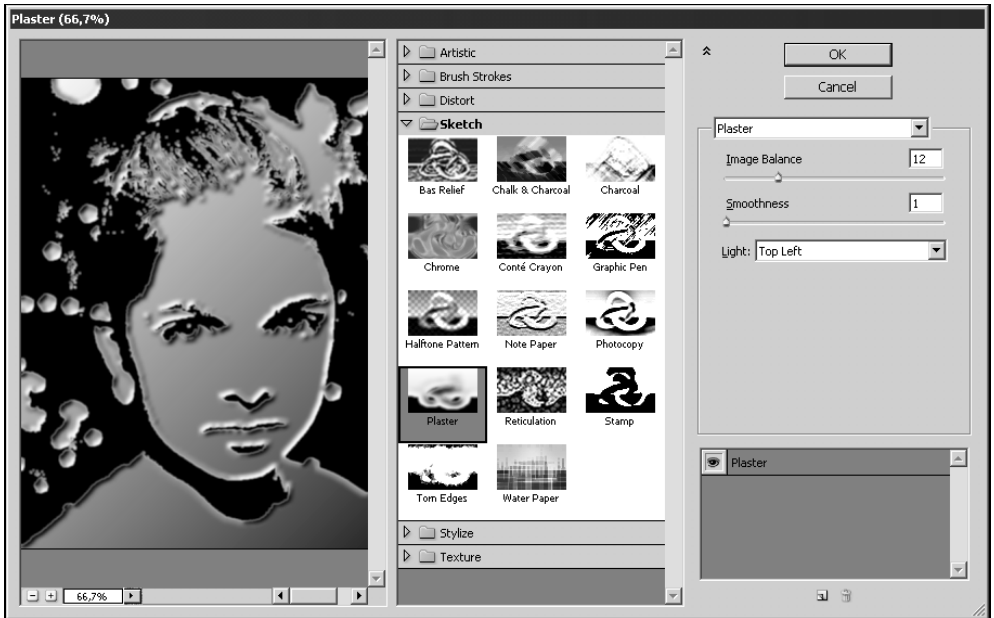 Plaster (66,7%)
Artistic
Brush Strokes
Distort
Sketch
Bas Relief
Chalk & Charcoal
Charcoal
Chrome
Conté Crayon
Graphic Pen
Halftone Pattern
Note Paper
Photocopy
Plaster
Reticulation
Stamp
Torn Edges
Water Paper
Stylize
Texture
66,7%
OK
Cancel
Plaster
Image Balance 12
Smoothness 1
Light: Top Left
Plaster